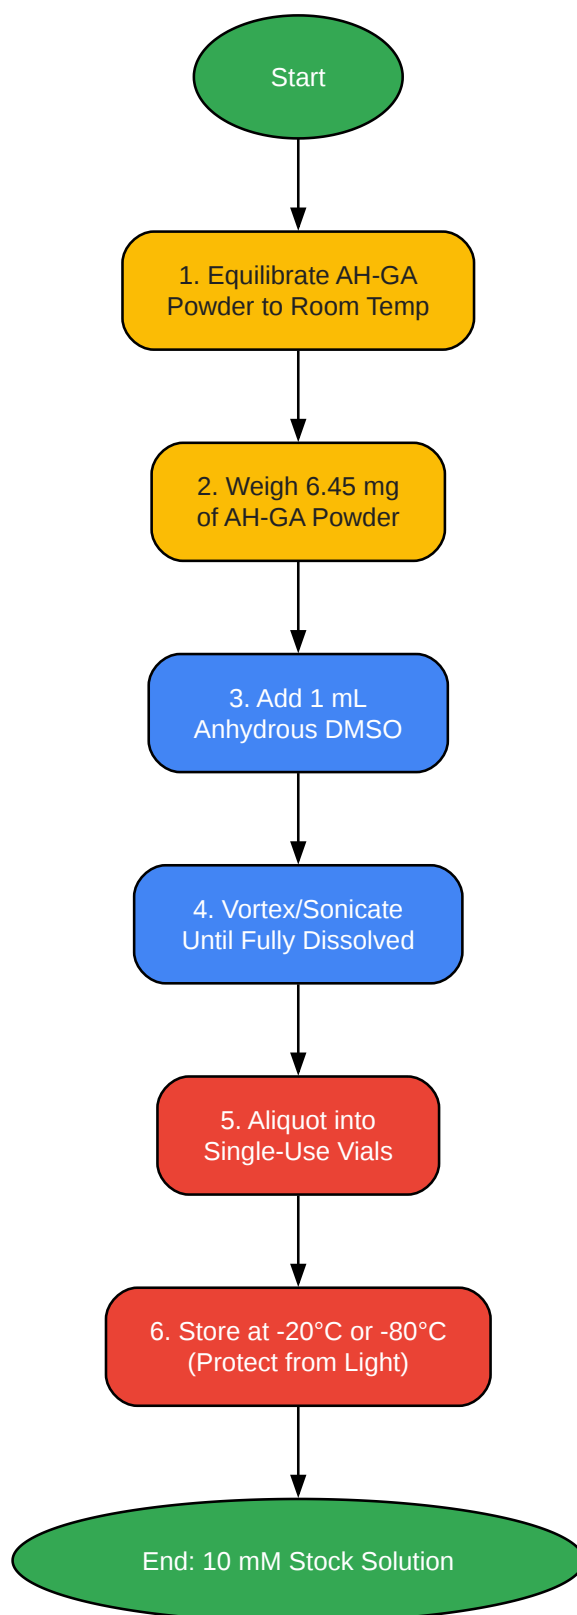 Start
1. Equilibrate AH-GA
Powder to Room Temp
2. Weigh 6.45 mg
of AH-GA Powder
3. Add 1 mL
Anhydrous DMSO
4. Vortex/Sonicate
Until Fully Dissolved
5. Aliquot into
Single-Use Vials
6. Store at -20°C or -80°C
(Protect from Light)
End: 10 mM Stock Solution